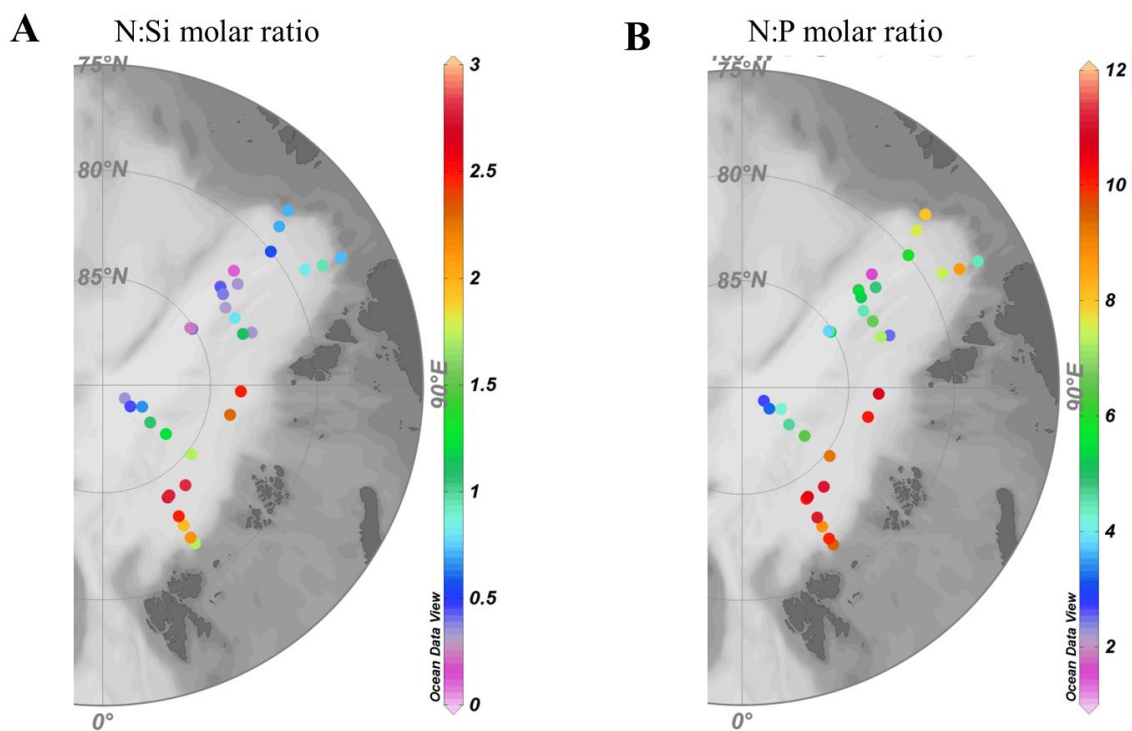 A
N:Si molar ratio
75°N
80°N
85°N
90°E
0°
3
2.5
2
1.5
1
0.5
0
Ocean Data View
B
N:P molar ratio
75°N
80°N
85°N
90°E
0°
12
10
8
6
4
2
Ocean Data View